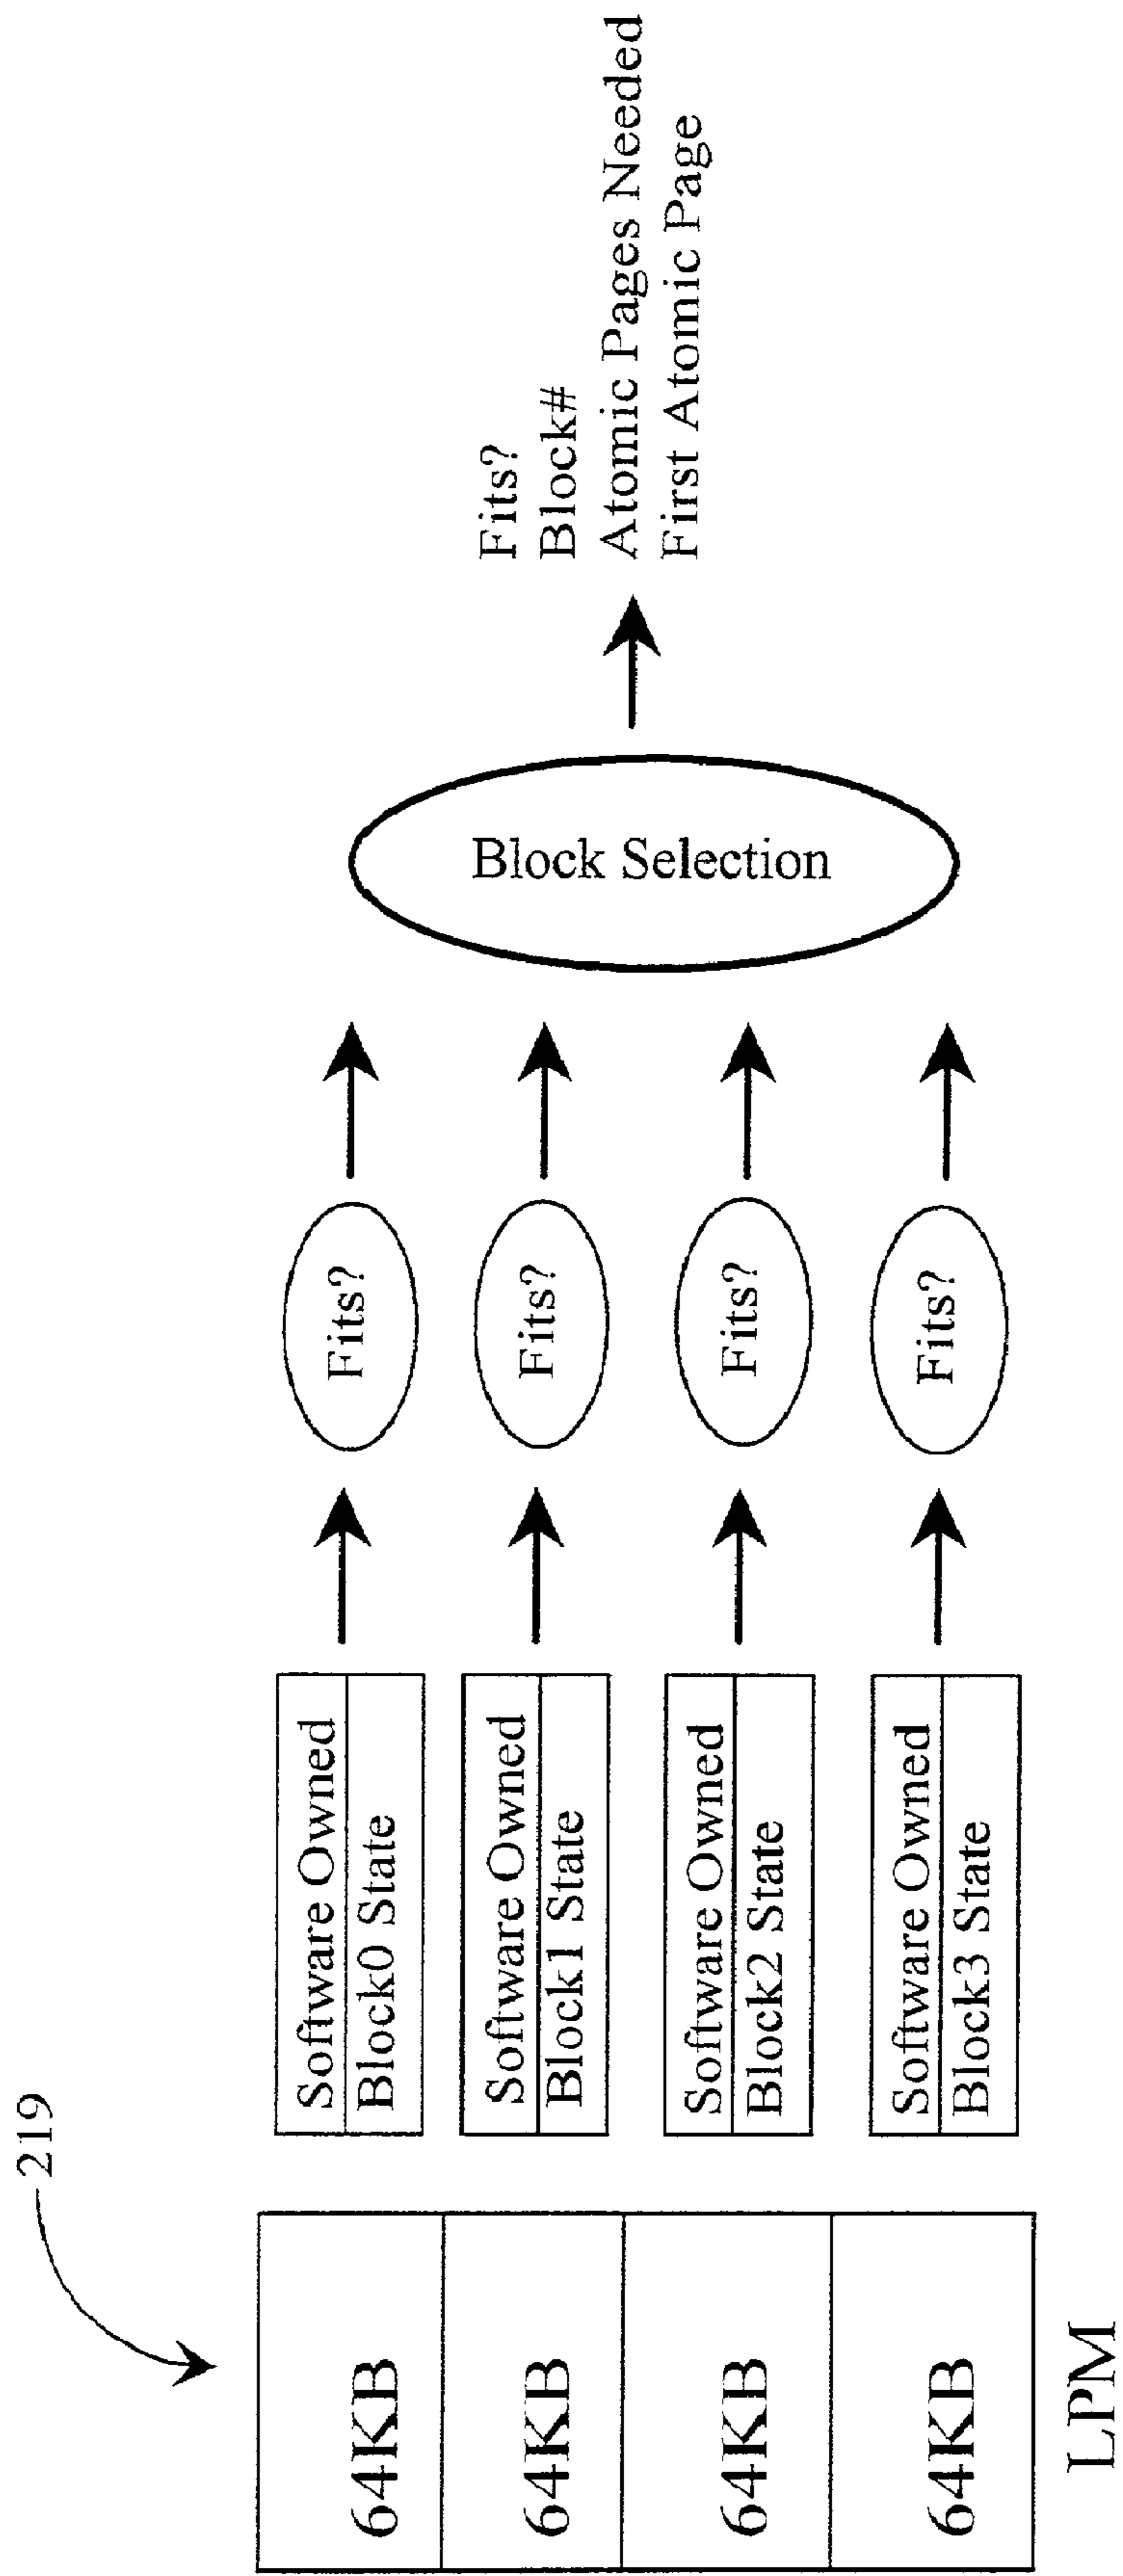 219
64KB
64KB
64KB
64KB
LPM
Software Owned
Block0 State
Software Owned
Block1 State
Software Owned
Block2 State
Software Owned
Block3 State
Fits?
Fits?
Fits?
Fits?
Block Selection
Fits?
Block#
Atomic Pages Needed
First Atomic Page